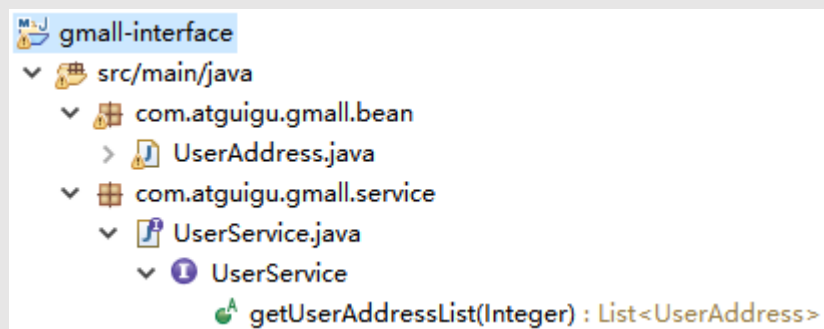 gmall-interface
src/main/java
com.atguigu.gmall.bean
UserAddress.java
com.atguigu.gmall.service
UserService.java
UserService
getUserAddressList(Integer) : List<UserAddress>